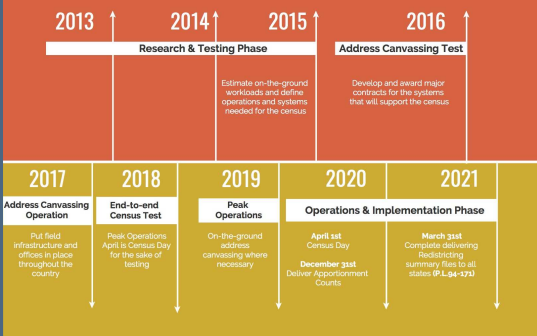 2013
2014
2015
2016
Research & Testing Phase
Address Canvassing Test
Estimate on-the-ground
workloads and define
operations and systems
needed for the census
Develop and award major
contracts for the systems
that will support the census
2017
2018
2019
2020
2021
Address Canvassing
Operation
End-to-end
Census Test
Peak
Operations
Operations & Implementation Phase
Put field
infrastructure and
offices in place
throughout the
country
Peak Operations
April is Census Day
for the sake of
testing
On-the-ground
address
canvassing where
necessary
April 1st
Census Day
December 31st
Deliver Apportionment
Counts
March 31st
Complete delivering
Redistricting
summary files to all
states (P.L.94-171)